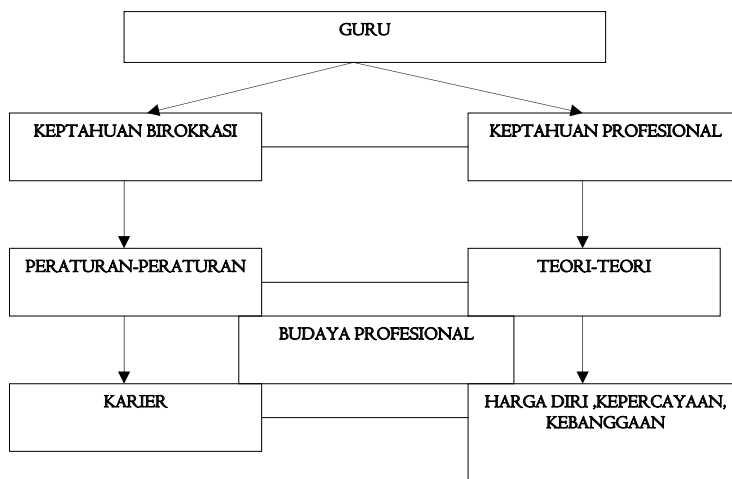 GURU
KEPTAHUAN BIROKRASI
KEPTAHUAN PROFESIONAL
PERATURAN-PERATURAN
TEORI-TEORI
BUDAYA PROFESIONAL
KARIER
HARGA DIRI ,KEPERCAYAAN,
KEBANGGAAN